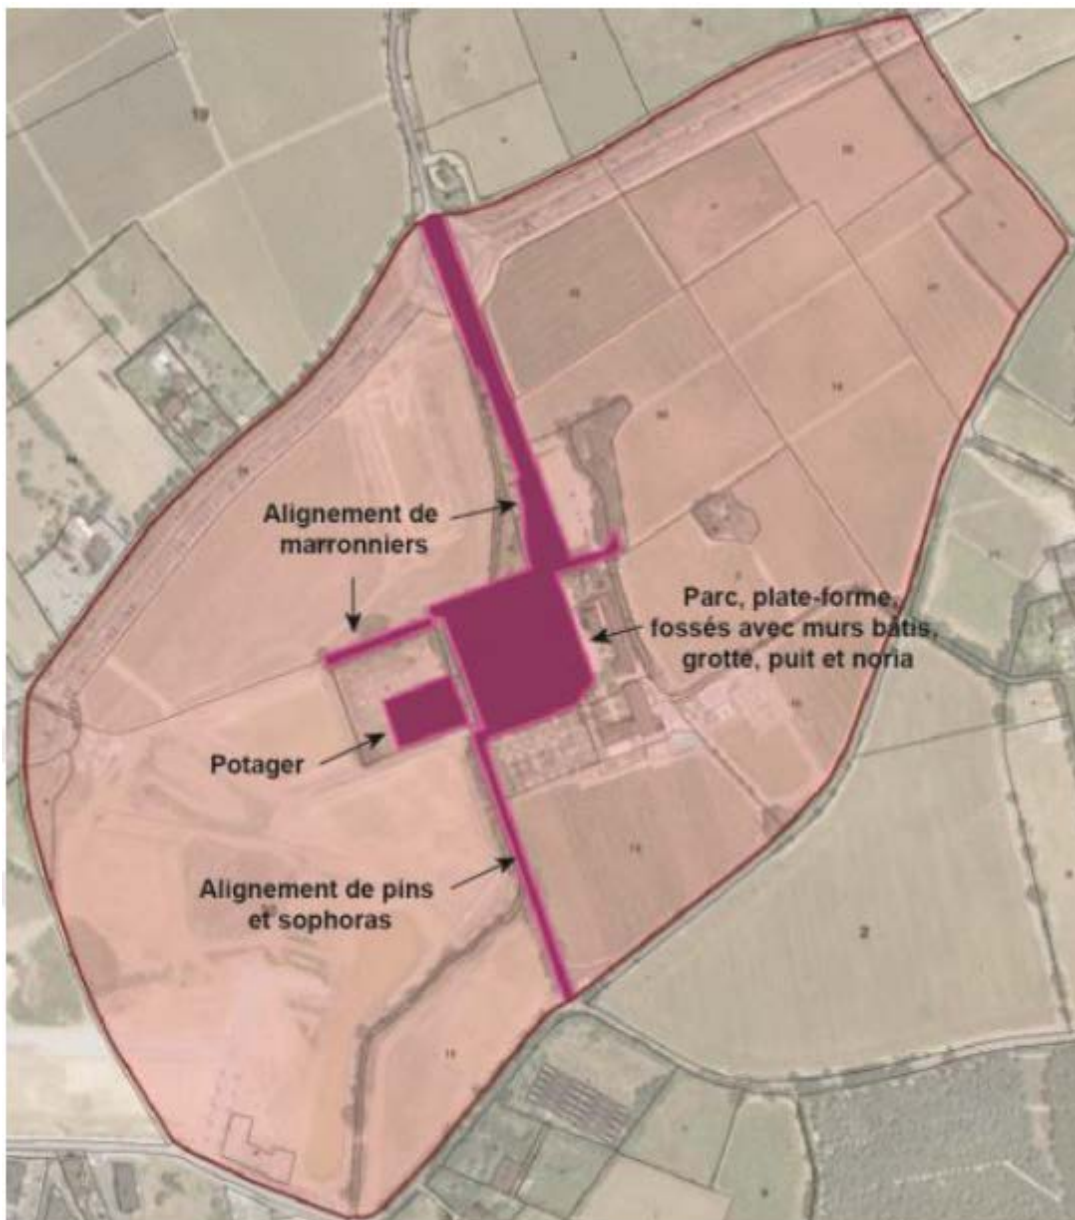 Alignement de
marronniers
Parc, plate-forme,
fossés avec murs bâtis,
grotte, puit et noria
Potager
Alignement de pins
et sophoras
2